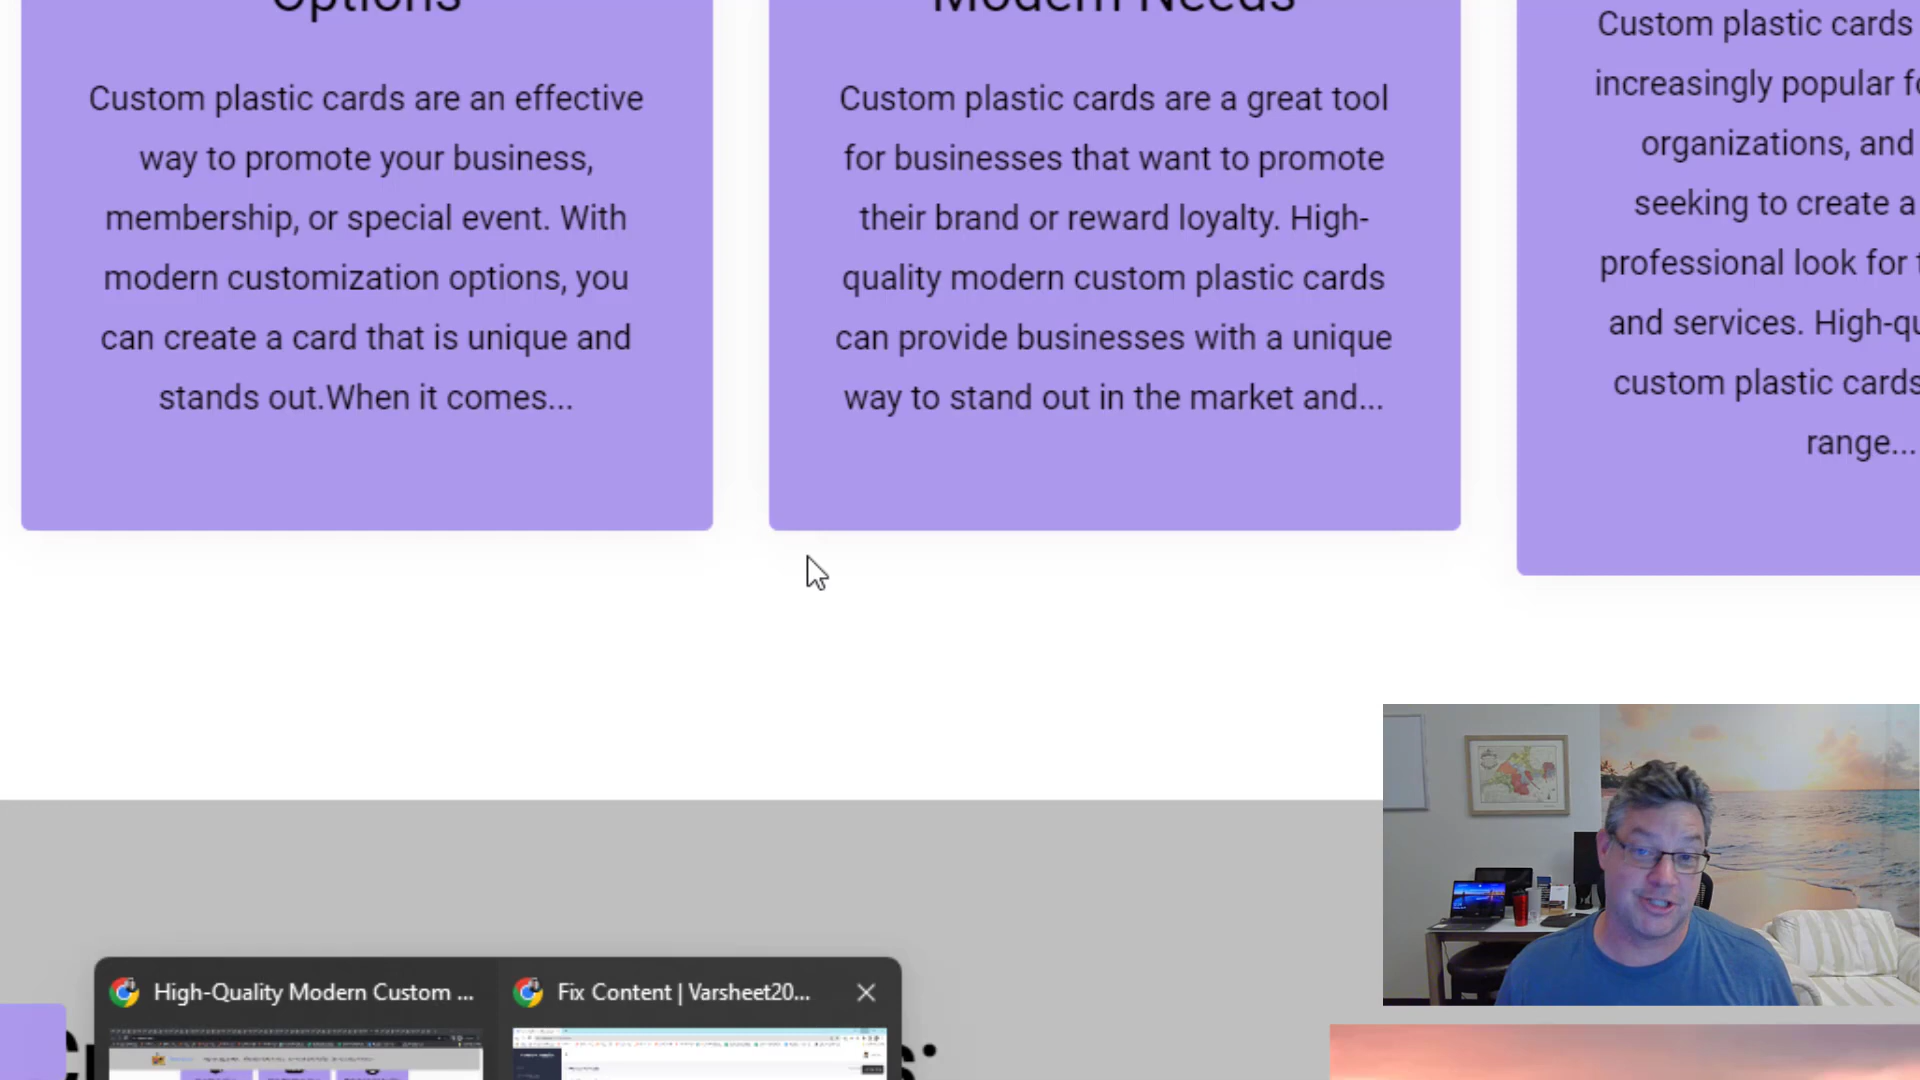 Options
Custom plastic cards are an effective
way to promote your business,
membership, or special event. With
modern customization options, you
can create a card that is unique and
stands out.When it comes...
Modern Needs
Custom plastic cards are a great tool
for businesses that want to promote
their brand or reward loyalty. High-
quality modern custom plastic cards
can provide businesses with a unique
way to stand out in the market and...
Custom plastic cards
increasingly popular
organizations, and
seeking to create a
professional look for
and services.
custom plastic cards
range...
High-Quality Modern Custom ...
Fix Content | Varsheet20...